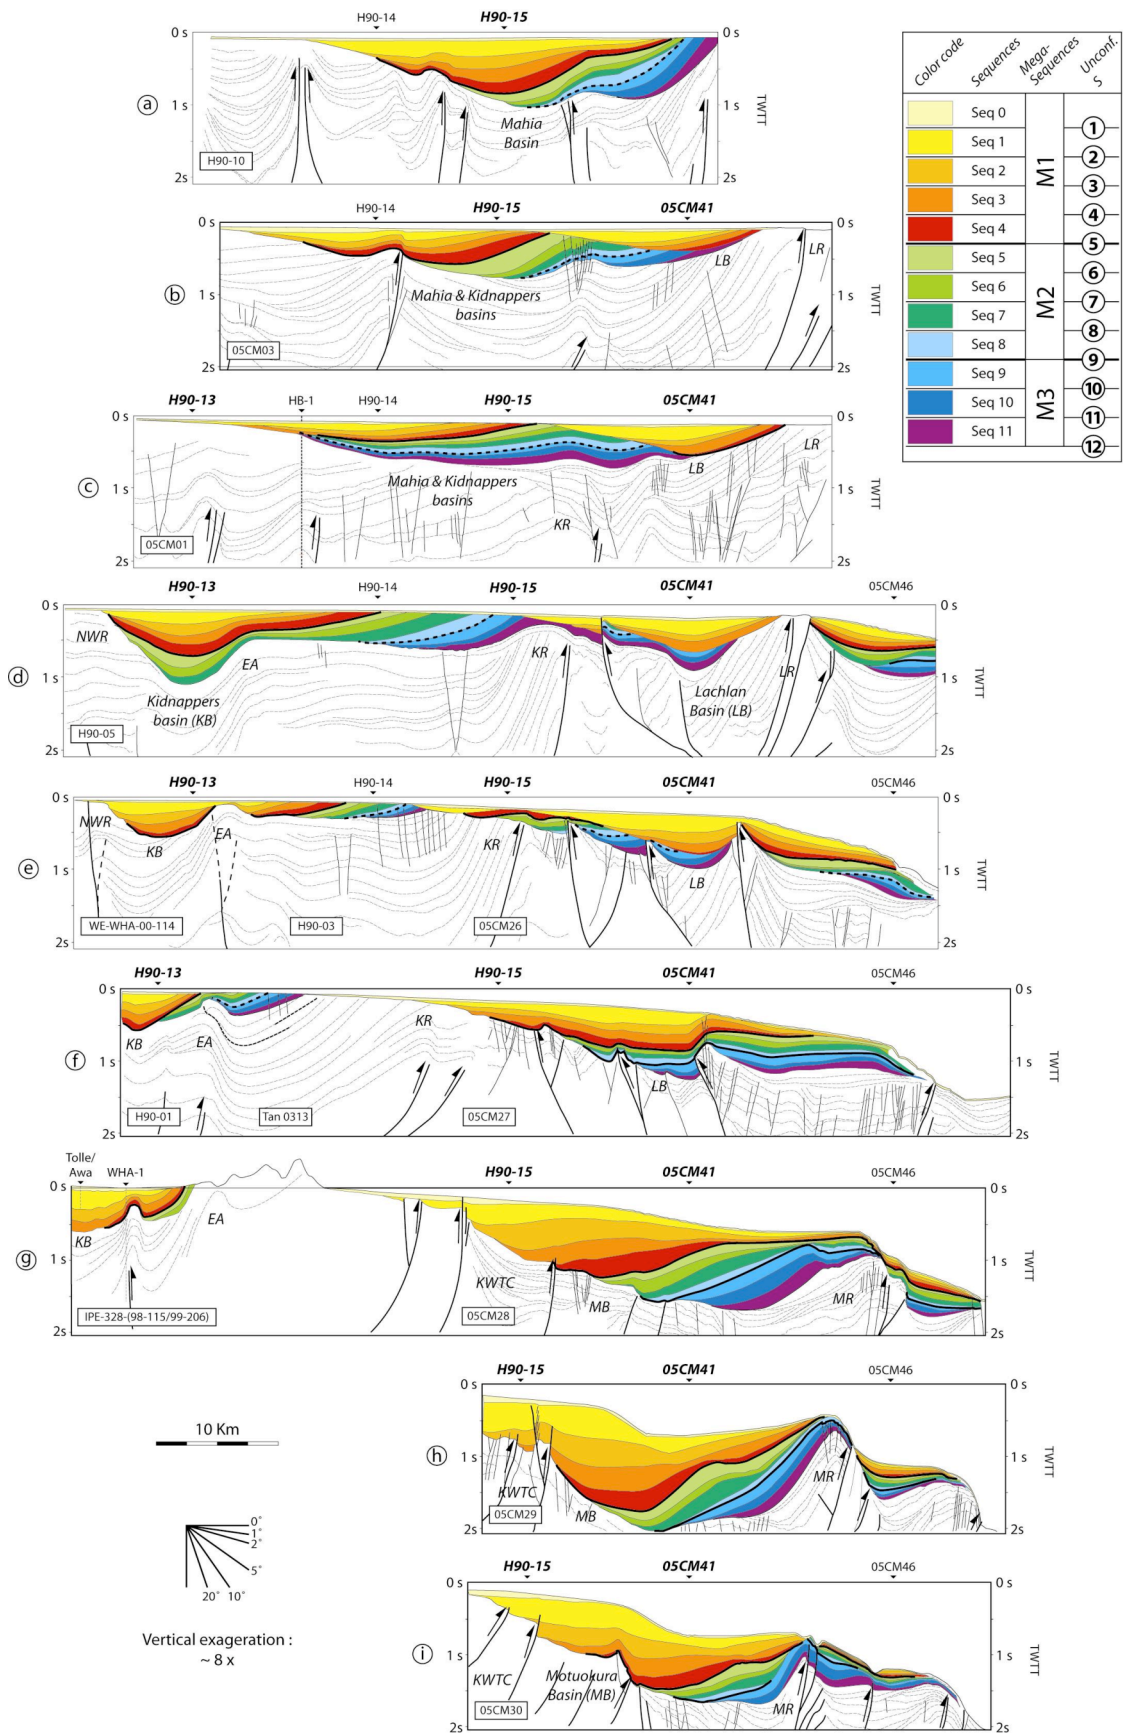 H90-14 H90-15
0 s 0 s
1 s 1 s
2s 2s
TWTT
a
Mahia
Basin
H90-10
H90-14 H90-15 05CM41
0 s 0 s
LR
LB
b
1 s 1 s
Mahia & Kidnappers
basins
TWTT
05CM03
2s 2s
H90-13 HB-1 H90-14 H90-15 05CM41
0 s 0 s
LR
LB
c
Mahia & Kidnappers
basins
1 s 1 s
TWTT
KR
05CM01
2s 2s
H90-13 H90-14 H90-15 05CM41 05CM46
0 s 0 s
NWR
EA
KR
LR
d
1 s 1 s
TWTT
Kidnappers
basin (KB)
Lachlan
Basin (LB)
H90-05
2s 2s
H90-13 H90-14 H90-15 05CM41 05CM46
0 s 0 s
NWR
EA
KB
KR
LB
e
1 s 1 s
TWTT
WE-WHA-00-114
H90-03
05CM26
2s 2s
H90-13 H90-15 05CM41 05CM46
0 s 0 s
KB
EA
KR
LB
f
1 s 1 s
TWTT
H90-01
Tan 0313
05CM27
2s 2s
Tolle/
Awa
WHA-1
H90-15 05CM41 05CM46
0 s 0 s
EA
KB
g
1 s 1 s
TWTT
KWTC
MB
MR
IPE-328-(98-115/99-206)
05CM28
2s 2s
H90-15 05CM41 05CM46
0 s 0 s
h
1 s 1 s
TWTT
KWTC
MB
MR
05CM29
2s 2s
H90-15 05CM41 05CM46
0 s 0 s
i
1 s 1 s
TWTT
KWTC
Motuokura
Basin (MB)
MR
05CM30
2s 2s
10 Km
0°
1°
2°
5°
10°
20°
Vertical exageration :
~ 8 x
Color code
Sequences
Mega-
Sequences
Unconf.
S
Seq 0
Seq 1
Seq 2
Seq 3
Seq 4
Seq 5
Seq 6
Seq 7
Seq 8
Seq 9
Seq 10
Seq 11
M1
M2
M3
1
2
3
4
5
6
7
8
9
10
11
12